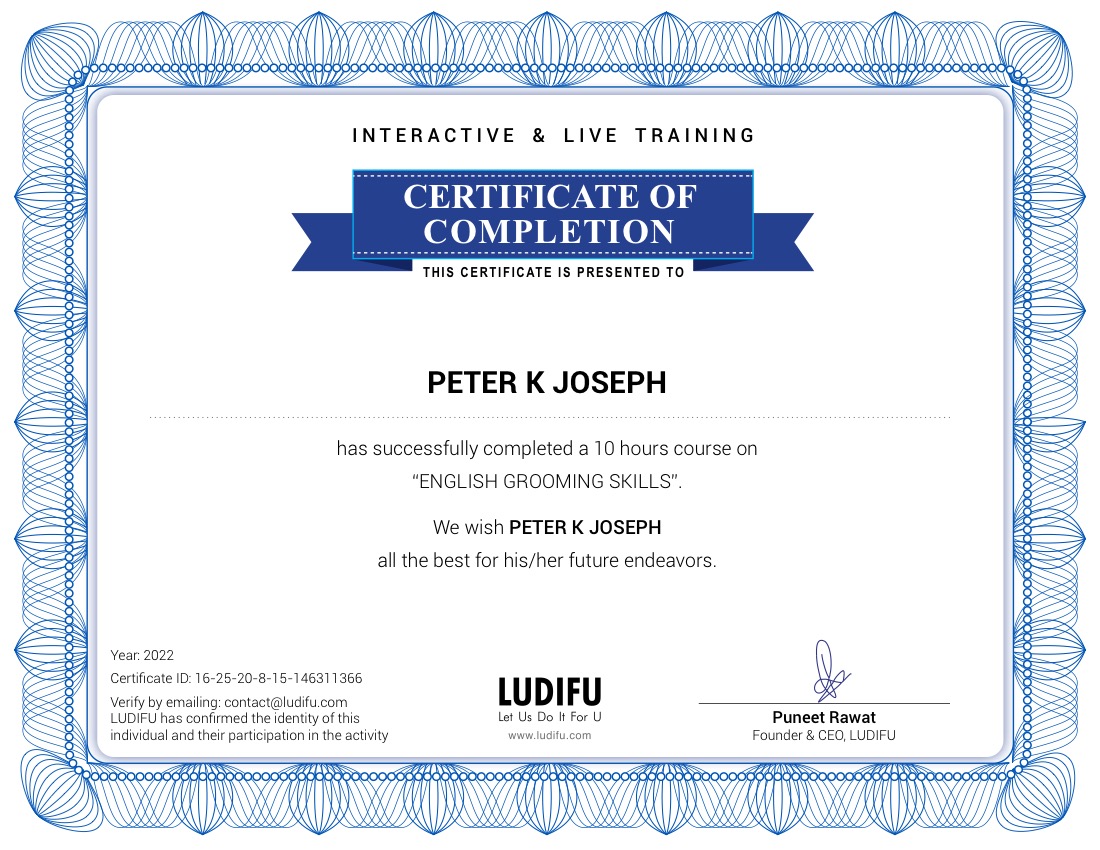 INTERACTIVE & LIVE TRAINING
CERTIFICATE OF
COMPLETION
THIS CERTIFICATE IS PRESENTED TO
PETER K JOSEPH
has successfully completed a 10 hours course on
“ENGLISH GROOMING SKILLS”.
We wish PETER K JOSEPH
all the best for his/her future endeavors.
Year: 2022
Certificate ID: 16-25-20-8-15-146311366
Verify by emailing: contact@ludifu.com
LUDIFU has confirmed the identity of this
individual and their participation in the activity
LUDIFU
Let Us Do It For U
www.ludifu.com
Puneet Rawat
Founder & CEO, LUDIFU